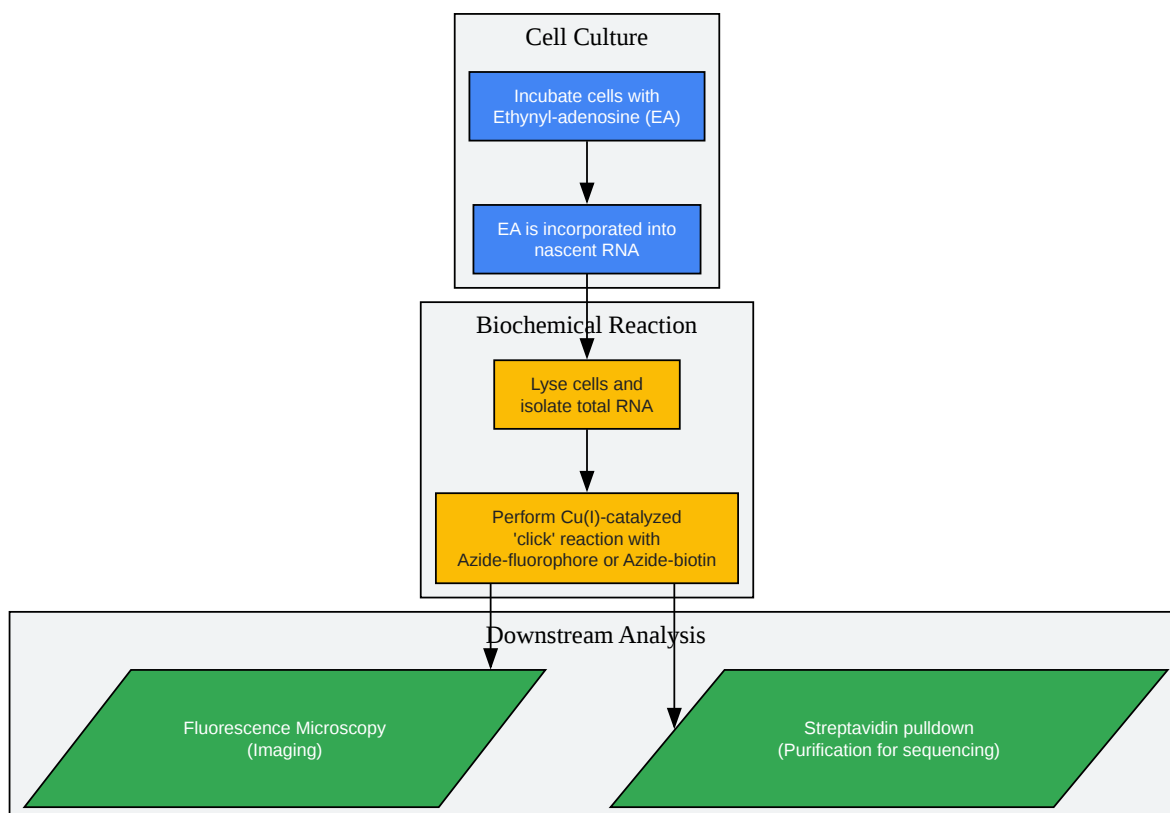 Cell Culture
Incubate cells with
Ethynyl-adenosine (EA)
EA is incorporated into
nascent RNA
Biochemical Reaction
Lyse cells and
isolate total RNA
Perform Cu(I)-catalyzed
'click' reaction with
Azide-fluorophore or Azide-biotin
Downstream Analysis
Fluorescence Microscopy
(Imaging)
Streptavidin pulldown
(Purification for sequencing)